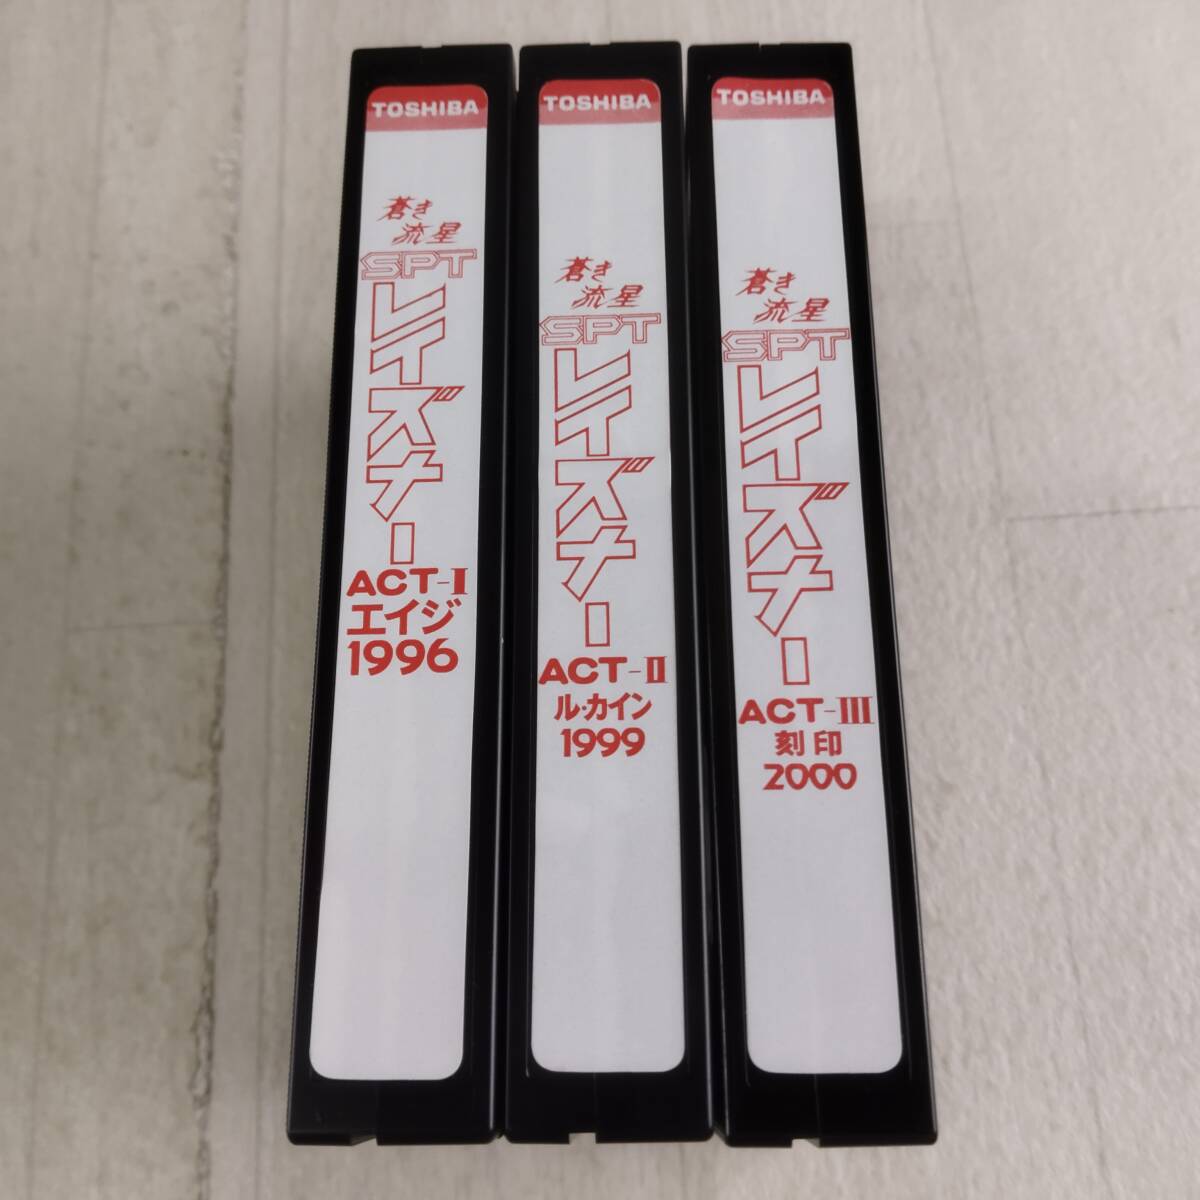 TOSHIBA
蒼き
流星
SPT
レイズナー
ACT-I
エイジ
1996
TOSHIBA
蒼き
流星
SPT
レイズナー
ACT-II
ル・カイン
1999
TOSHIBA
蒼き
流星
SPT
レイズナー
ACT-III
刻印
2000